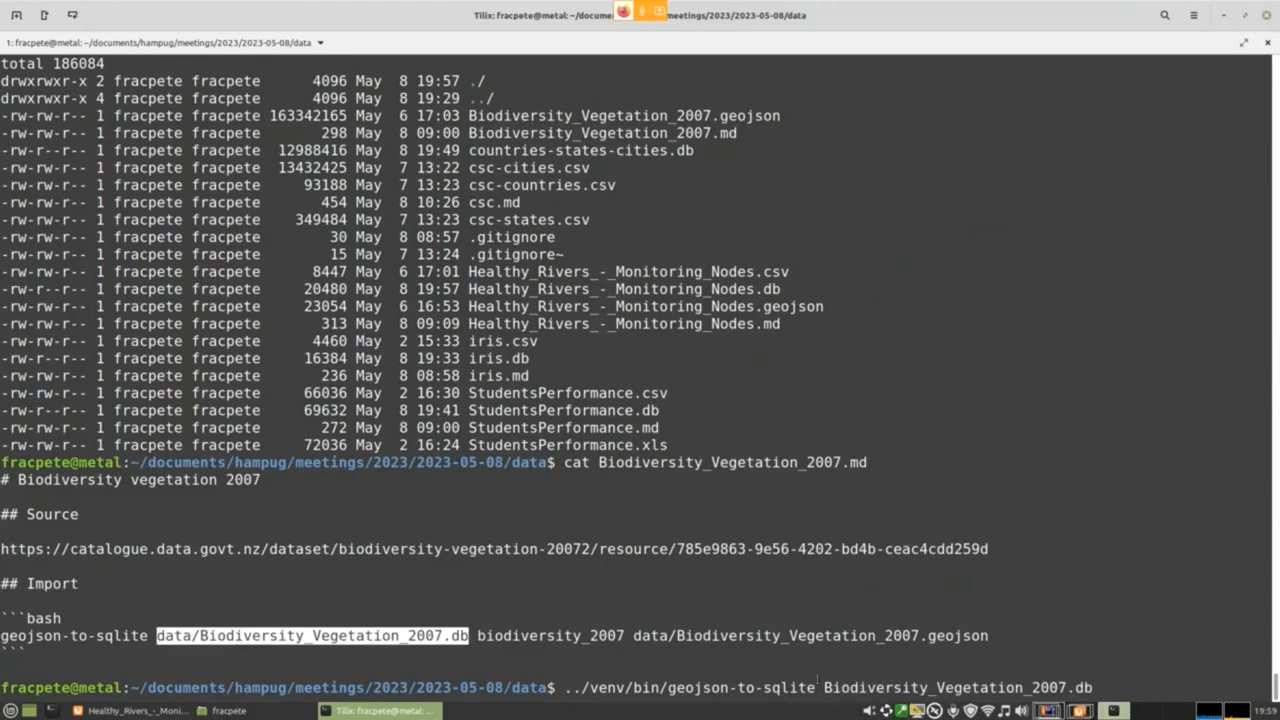 Tilix: fracpete@metal:~/docume meetings/2023/2023-05-08/data
1: fracpete@metal: ~/documents/hampug/meetings/2023/2023-05-08/data
total 186084
drwxrwxr-x 2 fracpete fracpete 4096 May 8 19:57 ./
drwxrwxr-x 4 fracpete fracpete 4096 May 8 19:29 ../
-rw-rw-r-- 1 fracpete fracpete 163342165 May 6 17:03 Biodiversity_Vegetation_2007.geojson
-rw-rw-r-- 1 fracpete fracpete 298 May 8 09:00 Biodiversity_Vegetation_2007.md
-rw-r--r-- 1 fracpete fracpete 12988416 May 8 19:49 countries-states-cities.db
-rw-rw-r-- 1 fracpete fracpete 13432425 May 7 13:22 csc-cities.csv
-rw-rw-r-- 1 fracpete fracpete 93188 May 7 13:23 csc-countries.csv
-rw-rw-r-- 1 fracpete fracpete 454 May 8 10:26 csc.md
-rw-rw-r-- 1 fracpete fracpete 349484 May 7 13:23 csc-states.csv
-rw-rw-r-- 1 fracpete fracpete 30 May 8 08:57 .gitignore
-rw-rw-r-- 1 fracpete fracpete 15 May 7 13:24 .gitignore~
-rw-rw-r-- 1 fracpete fracpete 8447 May 6 17:01 Healthy_Rivers_-_Monitoring_Nodes.csv
-rw-r--r-- 1 fracpete fracpete 20480 May 8 19:57 Healthy_Rivers_-_Monitoring_Nodes.db
-rw-rw-r-- 1 fracpete fracpete 23054 May 6 16:53 Healthy_Rivers_-_Monitoring_Nodes.geojson
-rw-rw-r-- 1 fracpete fracpete 313 May 8 09:09 Healthy_Rivers_-_Monitoring_Nodes.md
-rw-rw-r-- 1 fracpete fracpete 4460 May 2 15:33 iris.csv
-rw-r--r-- 1 fracpete fracpete 16384 May 8 19:33 iris.db
-rw-rw-r-- 1 fracpete fracpete 236 May 8 08:58 iris.md
-rw-rw-r-- 1 fracpete fracpete 66036 May 2 16:30 StudentsPerformance.csv
-rw-r--r-- 1 fracpete fracpete 69632 May 8 19:41 StudentsPerformance.db
-rw-rw-r-- 1 fracpete fracpete 272 May 8 09:00 StudentsPerformance.md
-rw-rw-r-- 1 fracpete fracpete 72036 May 2 16:24 StudentsPerformance.xls
fracpete@metal:~/documents/hampug/meetings/2023/2023-05-08/data$ cat Biodiversity_Vegetation_2007.md
# Biodiversity vegetation 2007
## Source
https://catalogue.data.govt.nz/dataset/biodiversity-vegetation-20072/resource/785e9863-9e56-4202-bd4b-ceac4cdd259d
## Import
```bash
geojson-to-sqlite data/Biodiversity_Vegetation_2007.db biodiversity_2007 data/Biodiversity_Vegetation_2007.geojson
```
fracpete@metal:~/documents/hampug/meetings/2023/2023-05-08/data$ ../venv/bin/geojson-to-sqlite Biodiversity_Vegetation_2007.db
Healthy_Rivers_-_Moni... fracpete Tilix: fracpete@metal:... 19:59